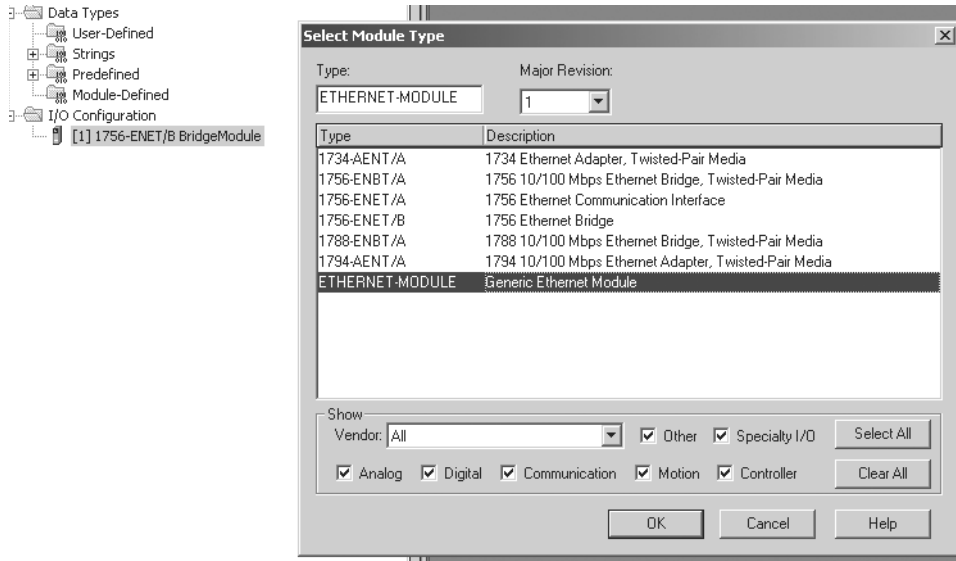 Data Types
User-Defined
Strings
Predefined
Module-Defined
I/O Configuration
[1] 1756-ENET/B BridgeModule
Select Module Type
Type:
Major Revision:
ETHERNET-MODULE
1
Type Description
1734-AENT/A 1734 Ethernet Adapter, Twisted-Pair Media
1756-ENBT/A 1756 10/100 Mbps Ethernet Bridge, Twisted-Pair Media
1756-ENET/A 1756 Ethernet Communication Interface
1756-ENET/B 1756 Ethernet Bridge
1788-ENBT/A 1788 10/100 Mbps Ethernet Bridge, Twisted-Pair Media
1794-AENT/A 1794 10/100 Mbps Ethernet Adapter, Twisted-Pair Media
ETHERNET-MODULE Generic Ethernet Module
Show
Vendor: All Other Specialty I/O Select All
Analog Digital Communication Motion Controller Clear All
OK Cancel Help